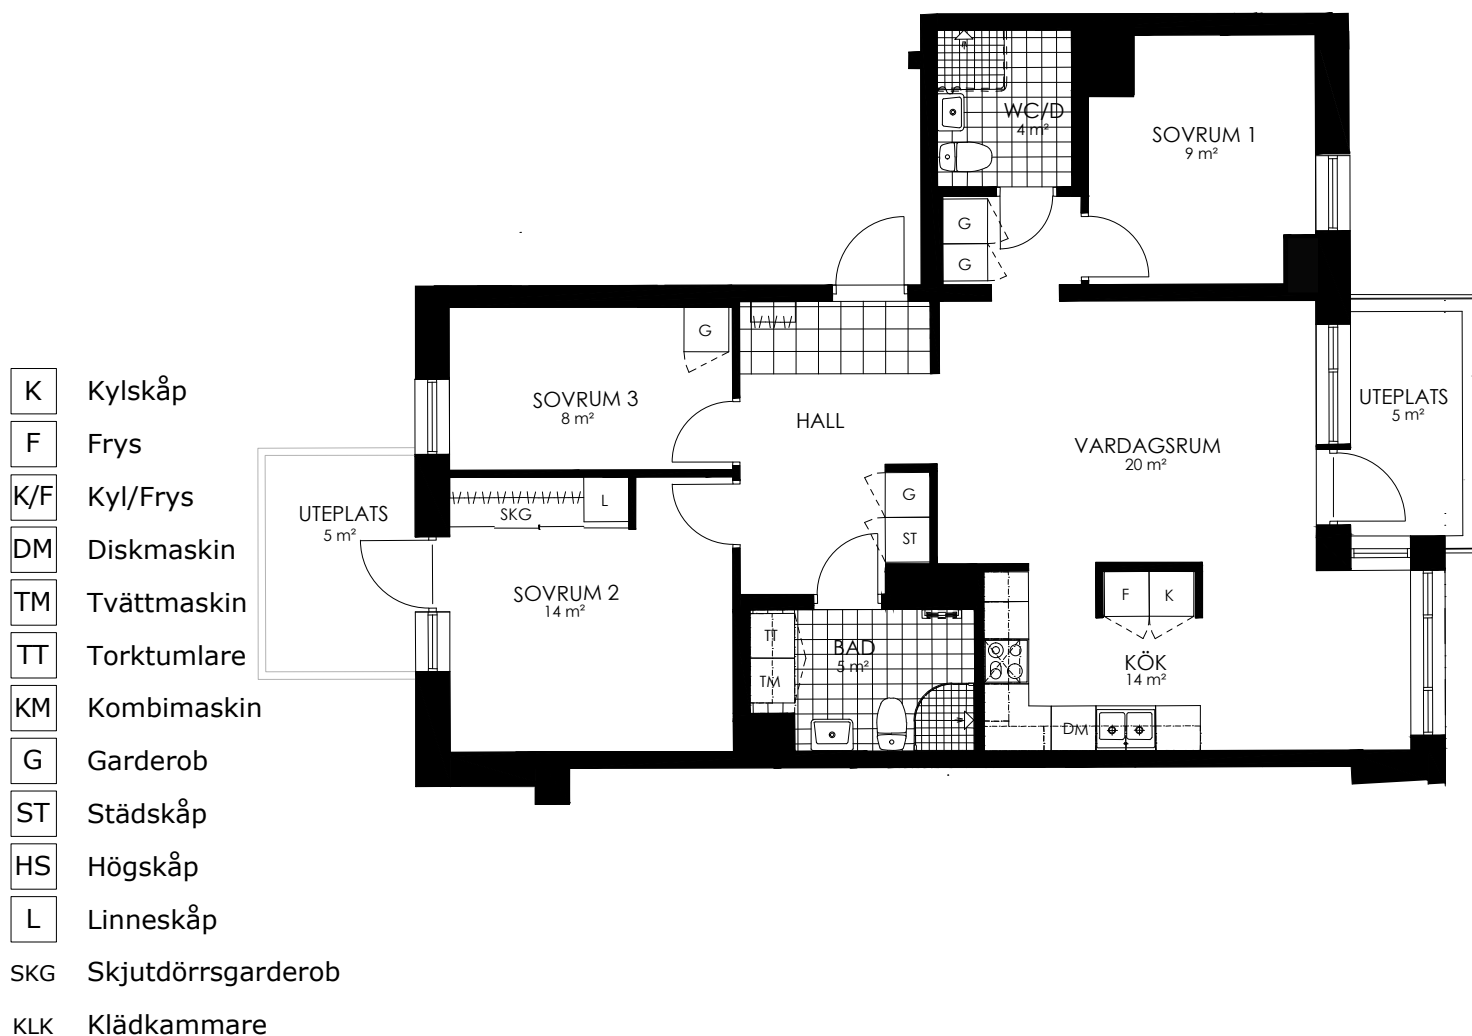 WC/D
4 m²
SOVRUM 1
9 m²
G
G
G
SOVRUM 3
8 m²
HALL
UTEPLATS
5 m²
VARDAGSRUM
20 m²
G
ST
L
SKG
UTEPLATS
5 m²
SOVRUM 2
14 m²
F K
TT
TM
BAD
5 m²
KÖK
14 m²
DM
K Kylskåp
F Frys
K/F Kyl/Frys
DM Diskmaskin
TM Tvättmaskin
TT Torktumlare
KM Kombimaskin
G Garderob
ST Städskåp
HS Högskåp
L Linneskåp
SKG Skjutdörrsgarderob
KLK Klädkammare